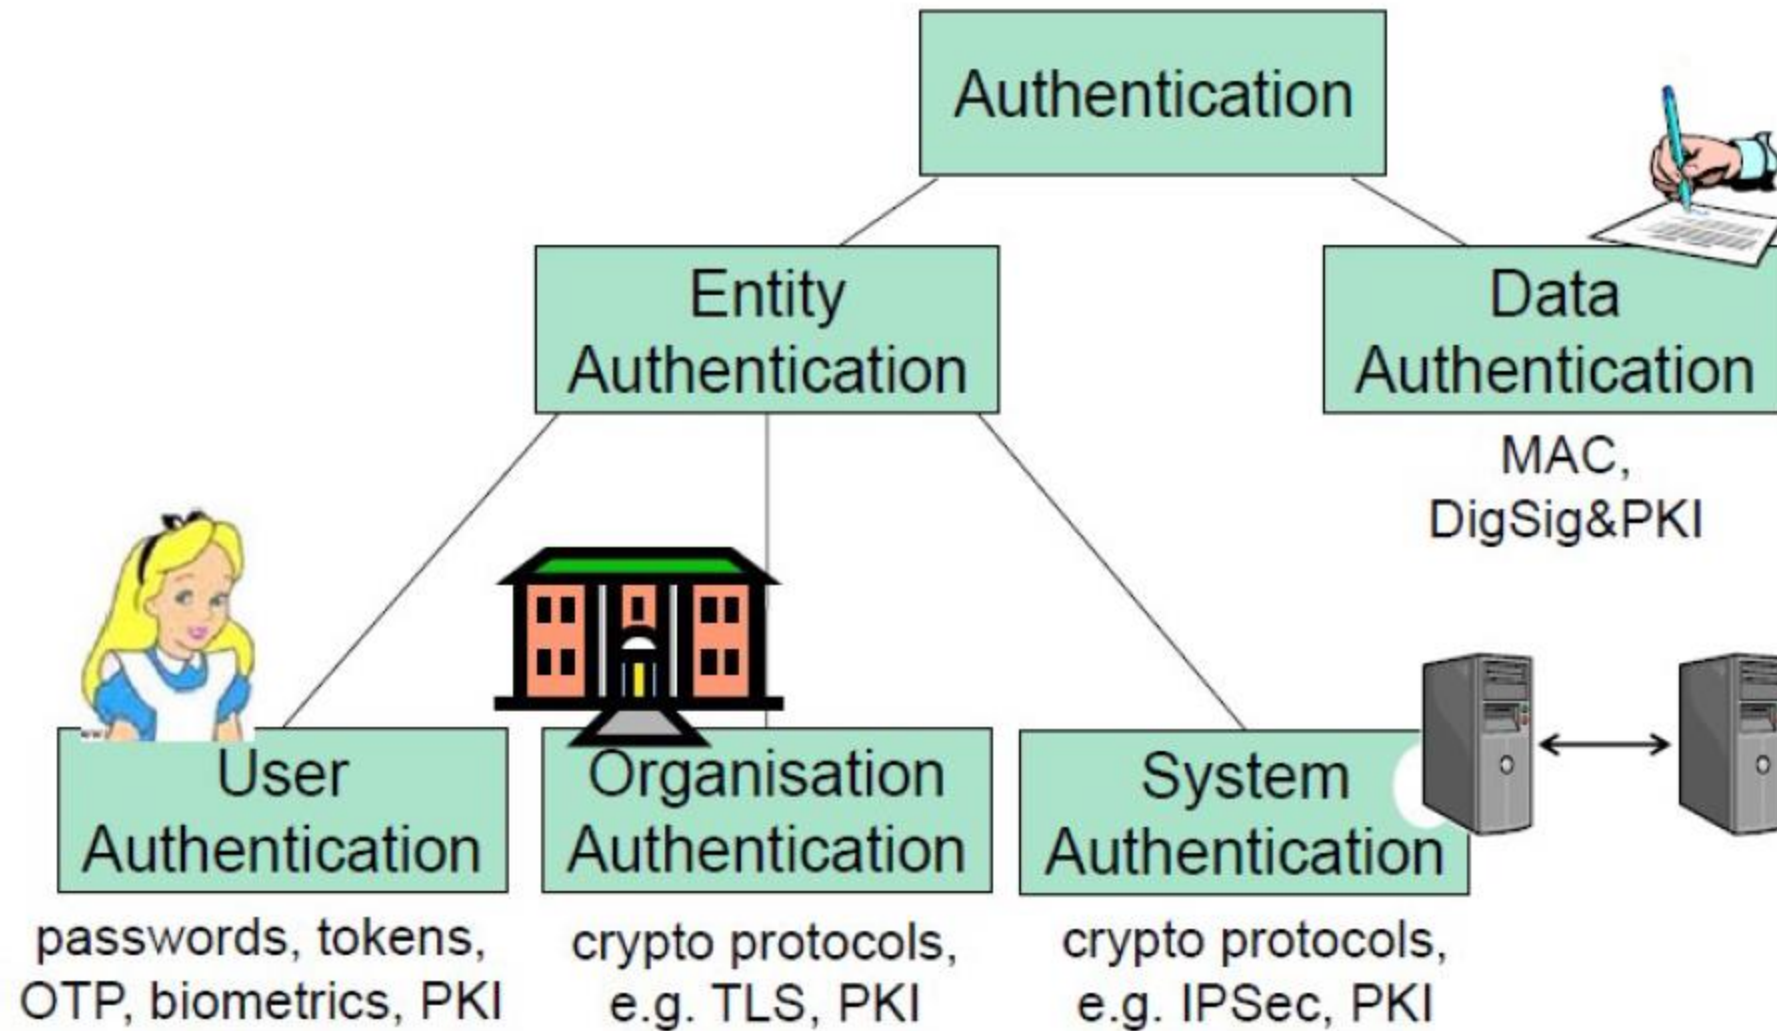 Authentication
Entity
Authentication
Data
Authentication
MAC,
DigSig&PKI
User
Authentication
Organisation
Authentication
System
Authentication
passwords, tokens,
OTP, biometrics, PKI
crypto protocols,
e.g. TLS, PKI
crypto protocols,
e.g. IPSec, PKI